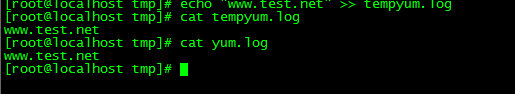 [root@localhost tmp]# echo "www.test.net" >> tempyum.log
[root@localhost tmp]# cat tempyum.log
www.test.net
[root@localhost tmp]# cat yum.log
www.test.net
[root@localhost tmp]#